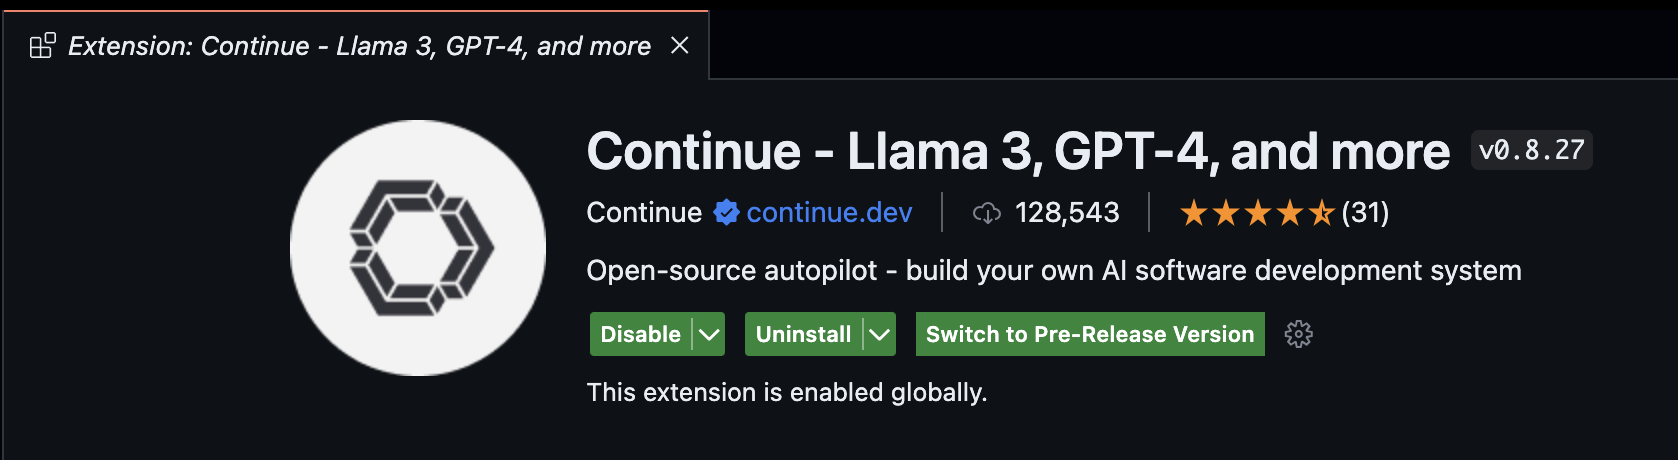 Extension: Continue - Llama 3, GPT-4, and more
Continue - Llama 3, GPT-4, and more v0.8.27
Continue continue.dev 128,543 (31)
Open-source autopilot - build your own AI software development system
Disable Uninstall Switch to Pre-Release Version
This extension is enabled globally.